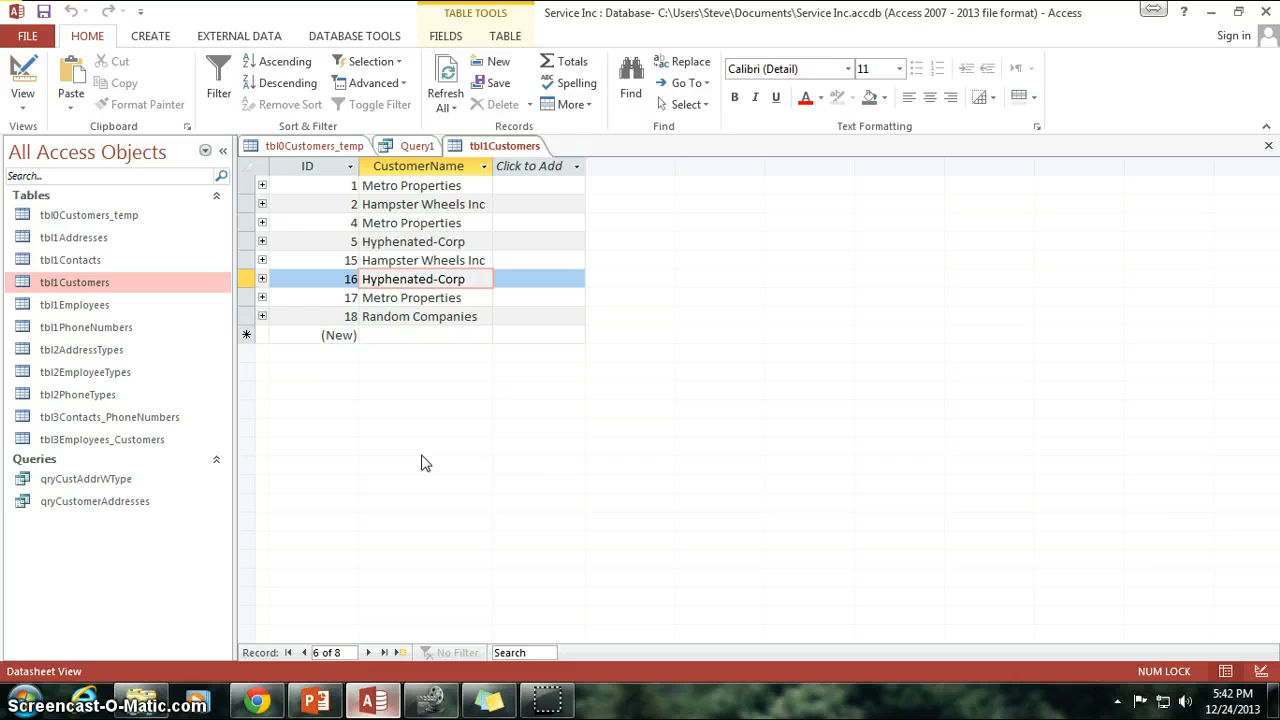 TABLE TOOLS
Service Inc : Database- C:\Users\Steve\Documents\Service Inc.accdb (Access 2007 - 2013 file format) - Access
FILE HOME CREATE EXTERNAL DATA DATABASE TOOLS FIELDS TABLE Sign in
View
Views
Paste
Cut
Copy
Format Painter
Clipboard
Filter
Ascending
Descending
Remove Sort
Selection
Advanced
Toggle Filter
Sort & Filter
Refresh
All
New
Save
Delete
Totals
Spelling
More
Records
Find
Replace
Go To
Select
Find
Calibri (Detail) 11
B I U A
Text Formatting
All Access Objects
Search...
Tables
tbl0Customers_temp
tbl1Addresses
tbl1Contacts
tbl1Customers
tbl1Employees
tbl1PhoneNumbers
tbl2AddressTypes
tbl2EmployeeTypes
tbl2PhoneTypes
tbl3Contacts_PhoneNumbers
tbl3Employees_Customers
Queries
qryCustAddrWType
qryCustomerAddresses
tbl0Customers_temp Query1 tbl1Customers
ID CustomerName Click to Add
1 Metro Properties
2 Hampster Wheels Inc
4 Metro Properties
5 Hyphenated-Corp
15 Hampster Wheels Inc
16 Hyphenated-Corp
17 Metro Properties
18 Random Companies
(New)
Record: 6 of 8 No Filter Search
Datasheet View NUM LOCK
Screencast-O-Matic.com
5:42 PM
12/24/2013